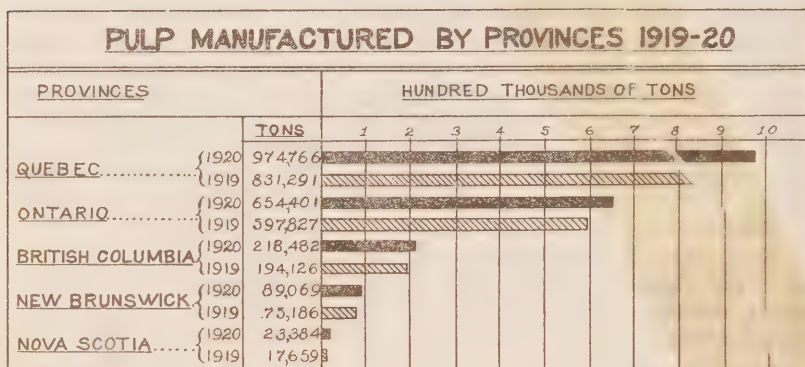 PULP MANUFACTURED BY PROVINCES 1919-20
PROVINCES HUNDRED THOUSANDS OF TONS
TONS 1 2 3 4 5 6 7 8 9 10
QUEBEC.......... {1920 974,766
{1919 831,291
ONTARIO......... {1920 654,401
{1919 597,827
BRITISH COLUMBIA {1920 218,482
{1919 194,126
NEW BRUNSWICK {1920 89,069
{1919 75,186
NOVA SCOTIA...... {1920 23,384
{1919 17,659